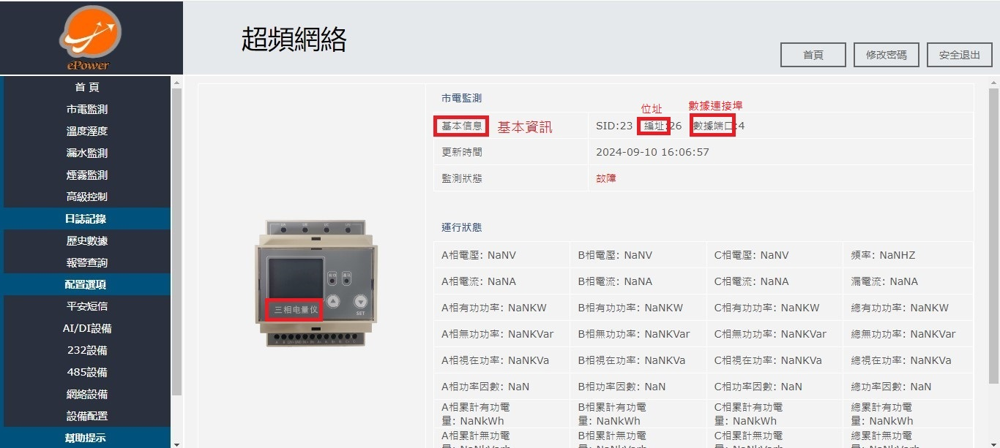 ePower
超頻網絡
首頁
修改密碼
安全退出
首 頁
市電監測
溫度溼度
漏水監測
煙霧監測
高級控制
日誌記錄
歷史數據
報警查詢
配置選項
平安短信
AI/DI設備
232設備
485設備
網絡設備
設備配置
幫助提示
三相电量仪
SET
市電監測
位址
數據連接埠
基本信息
基本資訊
SID:23 編址:26 數據端口:4
更新時間
2024-09-10 16:06:57
監測狀態
故障
運行狀態
A相電壓: NaNV
B相電壓: NaNV
C相電壓: NaNV
頻率: NaNHZ
A相電流: NaNA
B相電流: NaNA
C相電流: NaNA
漏電流: NaNA
A相有功功率: NaNKW
B相有功功率: NaNKW
C相有功功率: NaNKW
總有功功率: NaNKW
A相無功功率: NaNKVar
B相無功功率: NaNKVar
C相無功功率: NaNKVar
總無功功率: NaNKVar
A相視在功率: NaNKVa
B相視在功率: NaNKVa
C相視在功率: NaNKVa
總視在功率: NaNKVa
A相功率因數: NaN
B相功率因數: NaN
C相功率因數: NaN
總功率因數: NaN
A相累計有功電
量: NaNkWh
B相累計有功電
量: NaNkWh
C相累計有功電
量: NaNkWh
總累計有功電
量: NaNkWh
A相累計無功電
量: NaNkVarh
B相累計無功電
量: NaNkVarh
C相累計無功電
量: NaNkVarh
總累計無功電
量: NaNkVarh